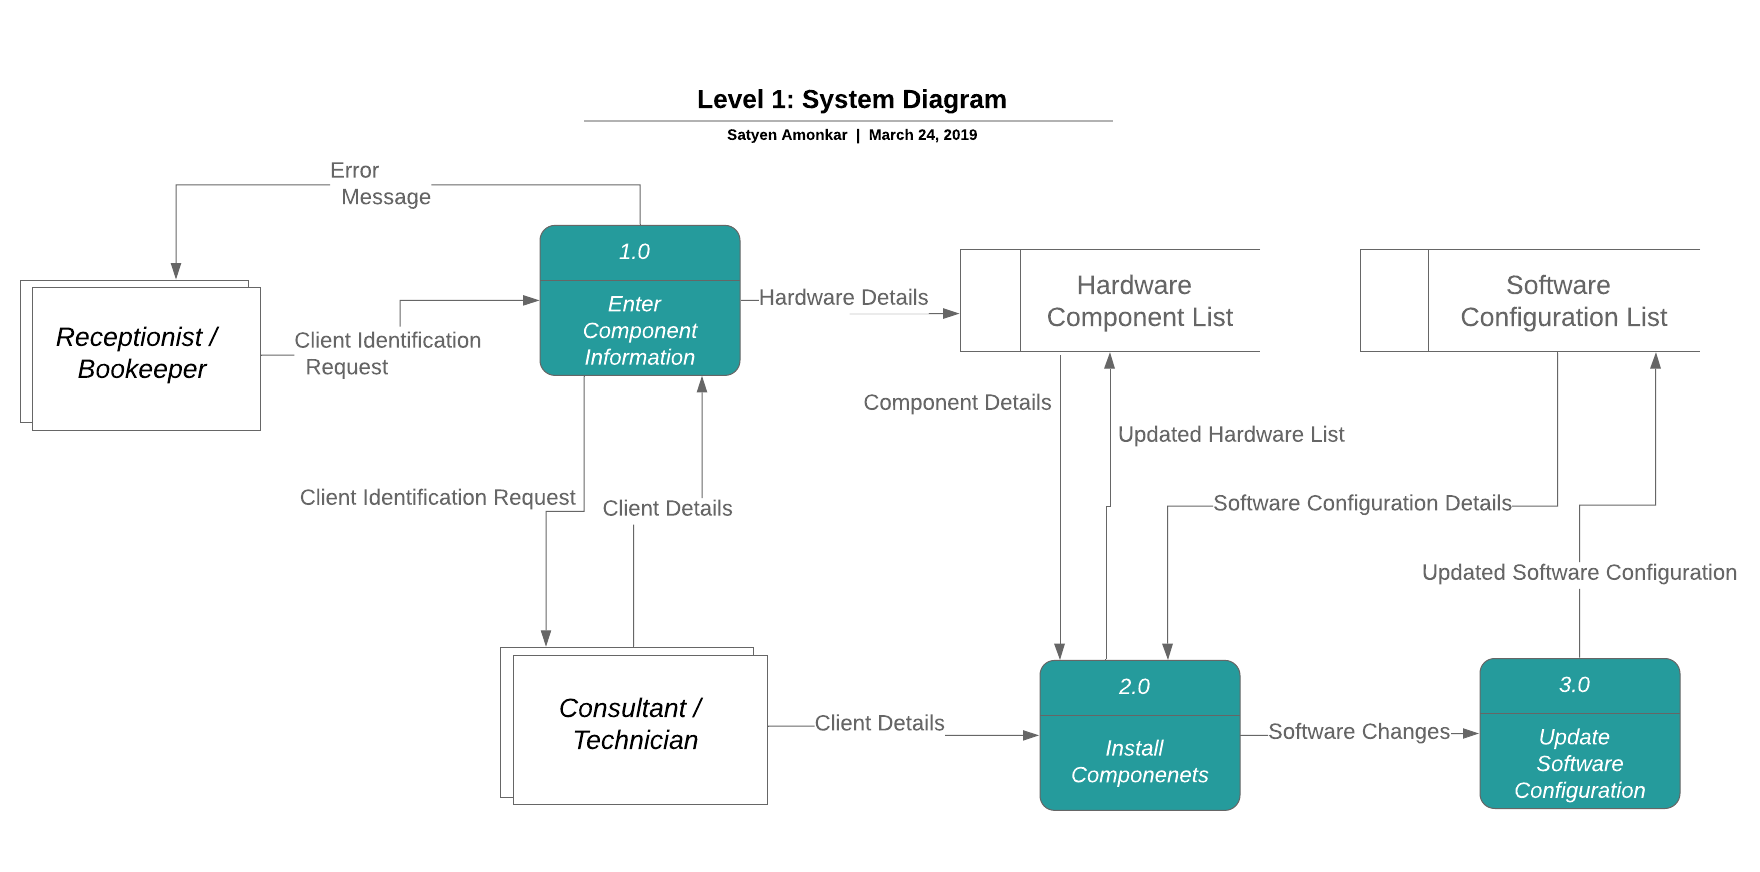 Level 1: System Diagram
Satyen Amonkar | March 24, 2019
Error
Message
1.0
Enter
Component
Information
Receptionist /
Bookeeper
Client Identification
Request
Hardware Details
Hardware
Component List
Software
Configuration List
Component Details
Updated Hardware List
Client Identification Request
Client Details
Software Configuration Details
Updated Software Configuration
Consultant /
Technician
Client Details
2.0
Install
Componenets
Software Changes
3.0
Update
Software
Configuration